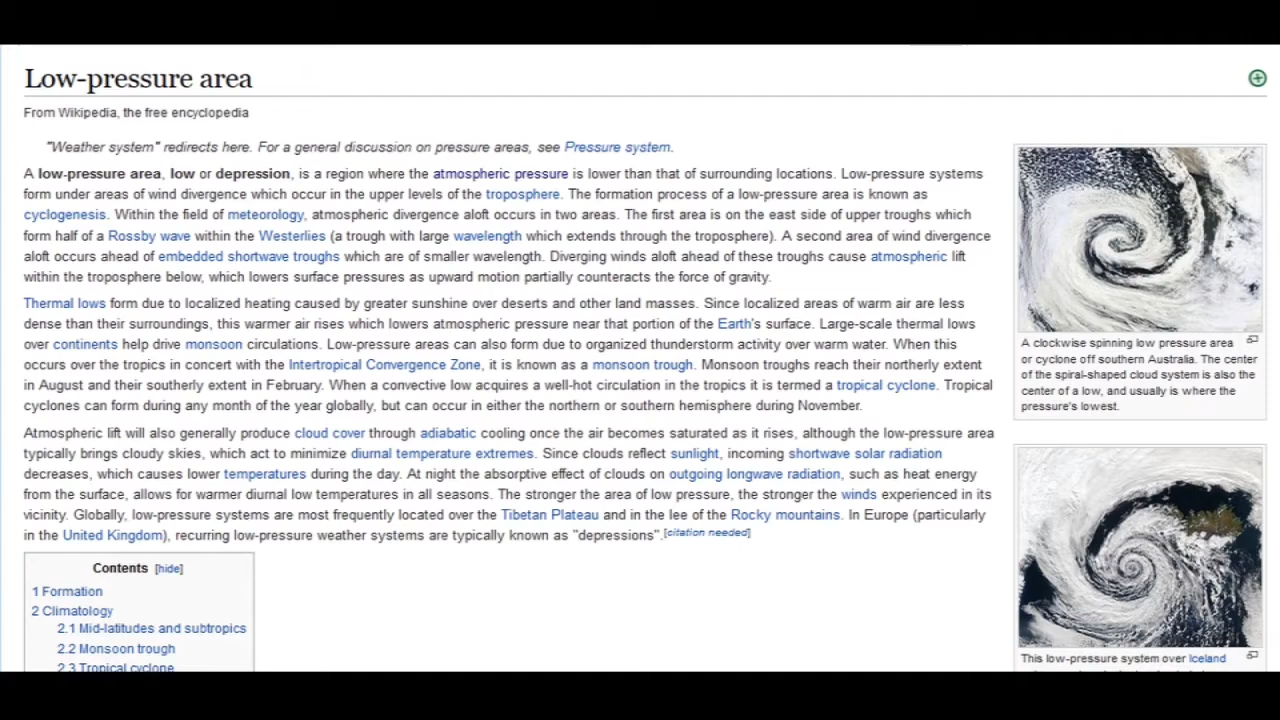 Low-pressure area
From Wikipedia, the free encyclopedia
"Weather system" redirects here. For a general discussion on pressure areas, see Pressure system.
A low-pressure area, low or depression, is a region where the atmospheric pressure is lower than that of surrounding locations. Low-pressure systems
form under areas of wind divergence which occur in the upper levels of the troposphere. The formation process of a low-pressure area is known as
cyclogenesis. Within the field of meteorology, atmospheric divergence aloft occurs in two areas. The first area is on the east side of upper troughs which
form half of a Rossby wave within the Westerlies (a trough with large wavelength which extends through the troposphere). A second area of wind divergence
aloft occurs ahead of embedded shortwave troughs which are of smaller wavelength. Diverging winds aloft ahead of these troughs cause atmospheric lift
within the troposphere below, which lowers surface pressures as upward motion partially counteracts the force of gravity.
Thermal lows form due to localized heating caused by greater sunshine over deserts and other land masses. Since localized areas of warm air are less
dense than their surroundings, this warmer air rises which lowers atmospheric pressure near that portion of the Earth's surface. Large-scale thermal lows
over continents help drive monsoon circulations. Low-pressure areas can also form due to organized thunderstorm activity over warm water. When this
occurs over the tropics in concert with the Intertropical Convergence Zone, it is known as a monsoon trough. Monsoon troughs reach their northerly extent
in August and their southerly extent in February. When a convective low acquires a well-hot circulation in the tropics it is termed a tropical cyclone. Tropical
cyclones can form during any month of the year globally, but can occur in either the northern or southern hemisphere during November.
Atmospheric lift will also generally produce cloud cover through adiabatic cooling once the air becomes saturated as it rises, although the low-pressure area
typically brings cloudy skies, which act to minimize diurnal temperature extremes. Since clouds reflect sunlight, incoming shortwave solar radiation
decreases, which causes lower temperatures during the day. At night the absorptive effect of clouds on outgoing longwave radiation, such as heat energy
from the surface, allows for warmer diurnal low temperatures in all seasons. The stronger the area of low pressure, the stronger the winds experienced in its
vicinity. Globally, low-pressure systems are most frequently located over the Tibetan Plateau and in the lee of the Rocky mountains. In Europe (particularly
in the United Kingdom), recurring low-pressure weather systems are typically known as "depressions".[citation needed]
Contents [hide]
1 Formation
2 Climatology
2.1 Mid-latitudes and subtropics
2.2 Monsoon trough
2.3 Tropical cyclone
A clockwise spinning low pressure area
or cyclone off southern Australia. The center
of the spiral-shaped cloud system is also the
center of a low, and usually is where the
pressure's lowest.
This low-pressure system over Iceland